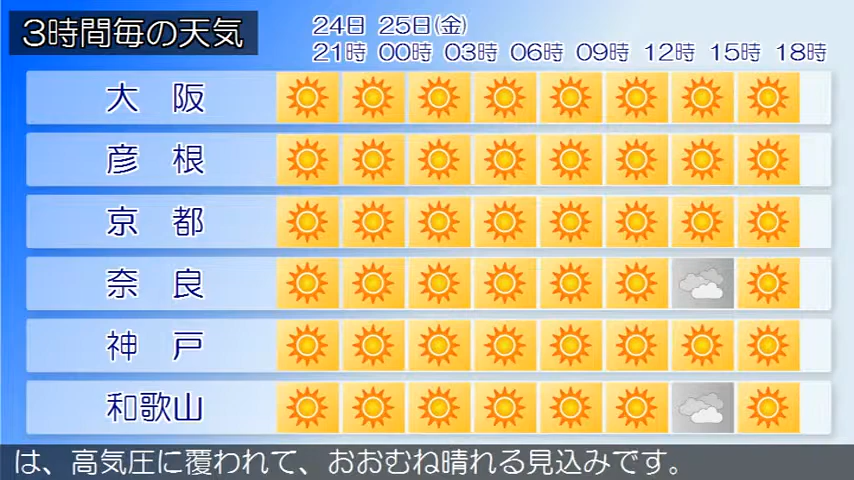 3時間毎の天気
24日 25日(金)
21時 00時 03時 06時 09時 12時 15時 18時
大阪
彦根
京都
奈良
神戸
和歌山
は、高気圧に覆われて、おおむね晴れる見込みです。